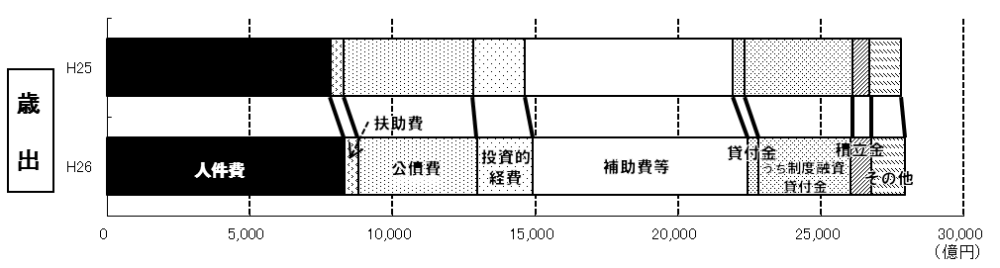 歳
出
H25
H26
扶助費
人件費
公債費
投資的
経費
補助費等
貸付金
うち制度融資
貸付金
積立金
その他
0
5,000
10,000
15,000
20,000
25,000
30,000
（億円）